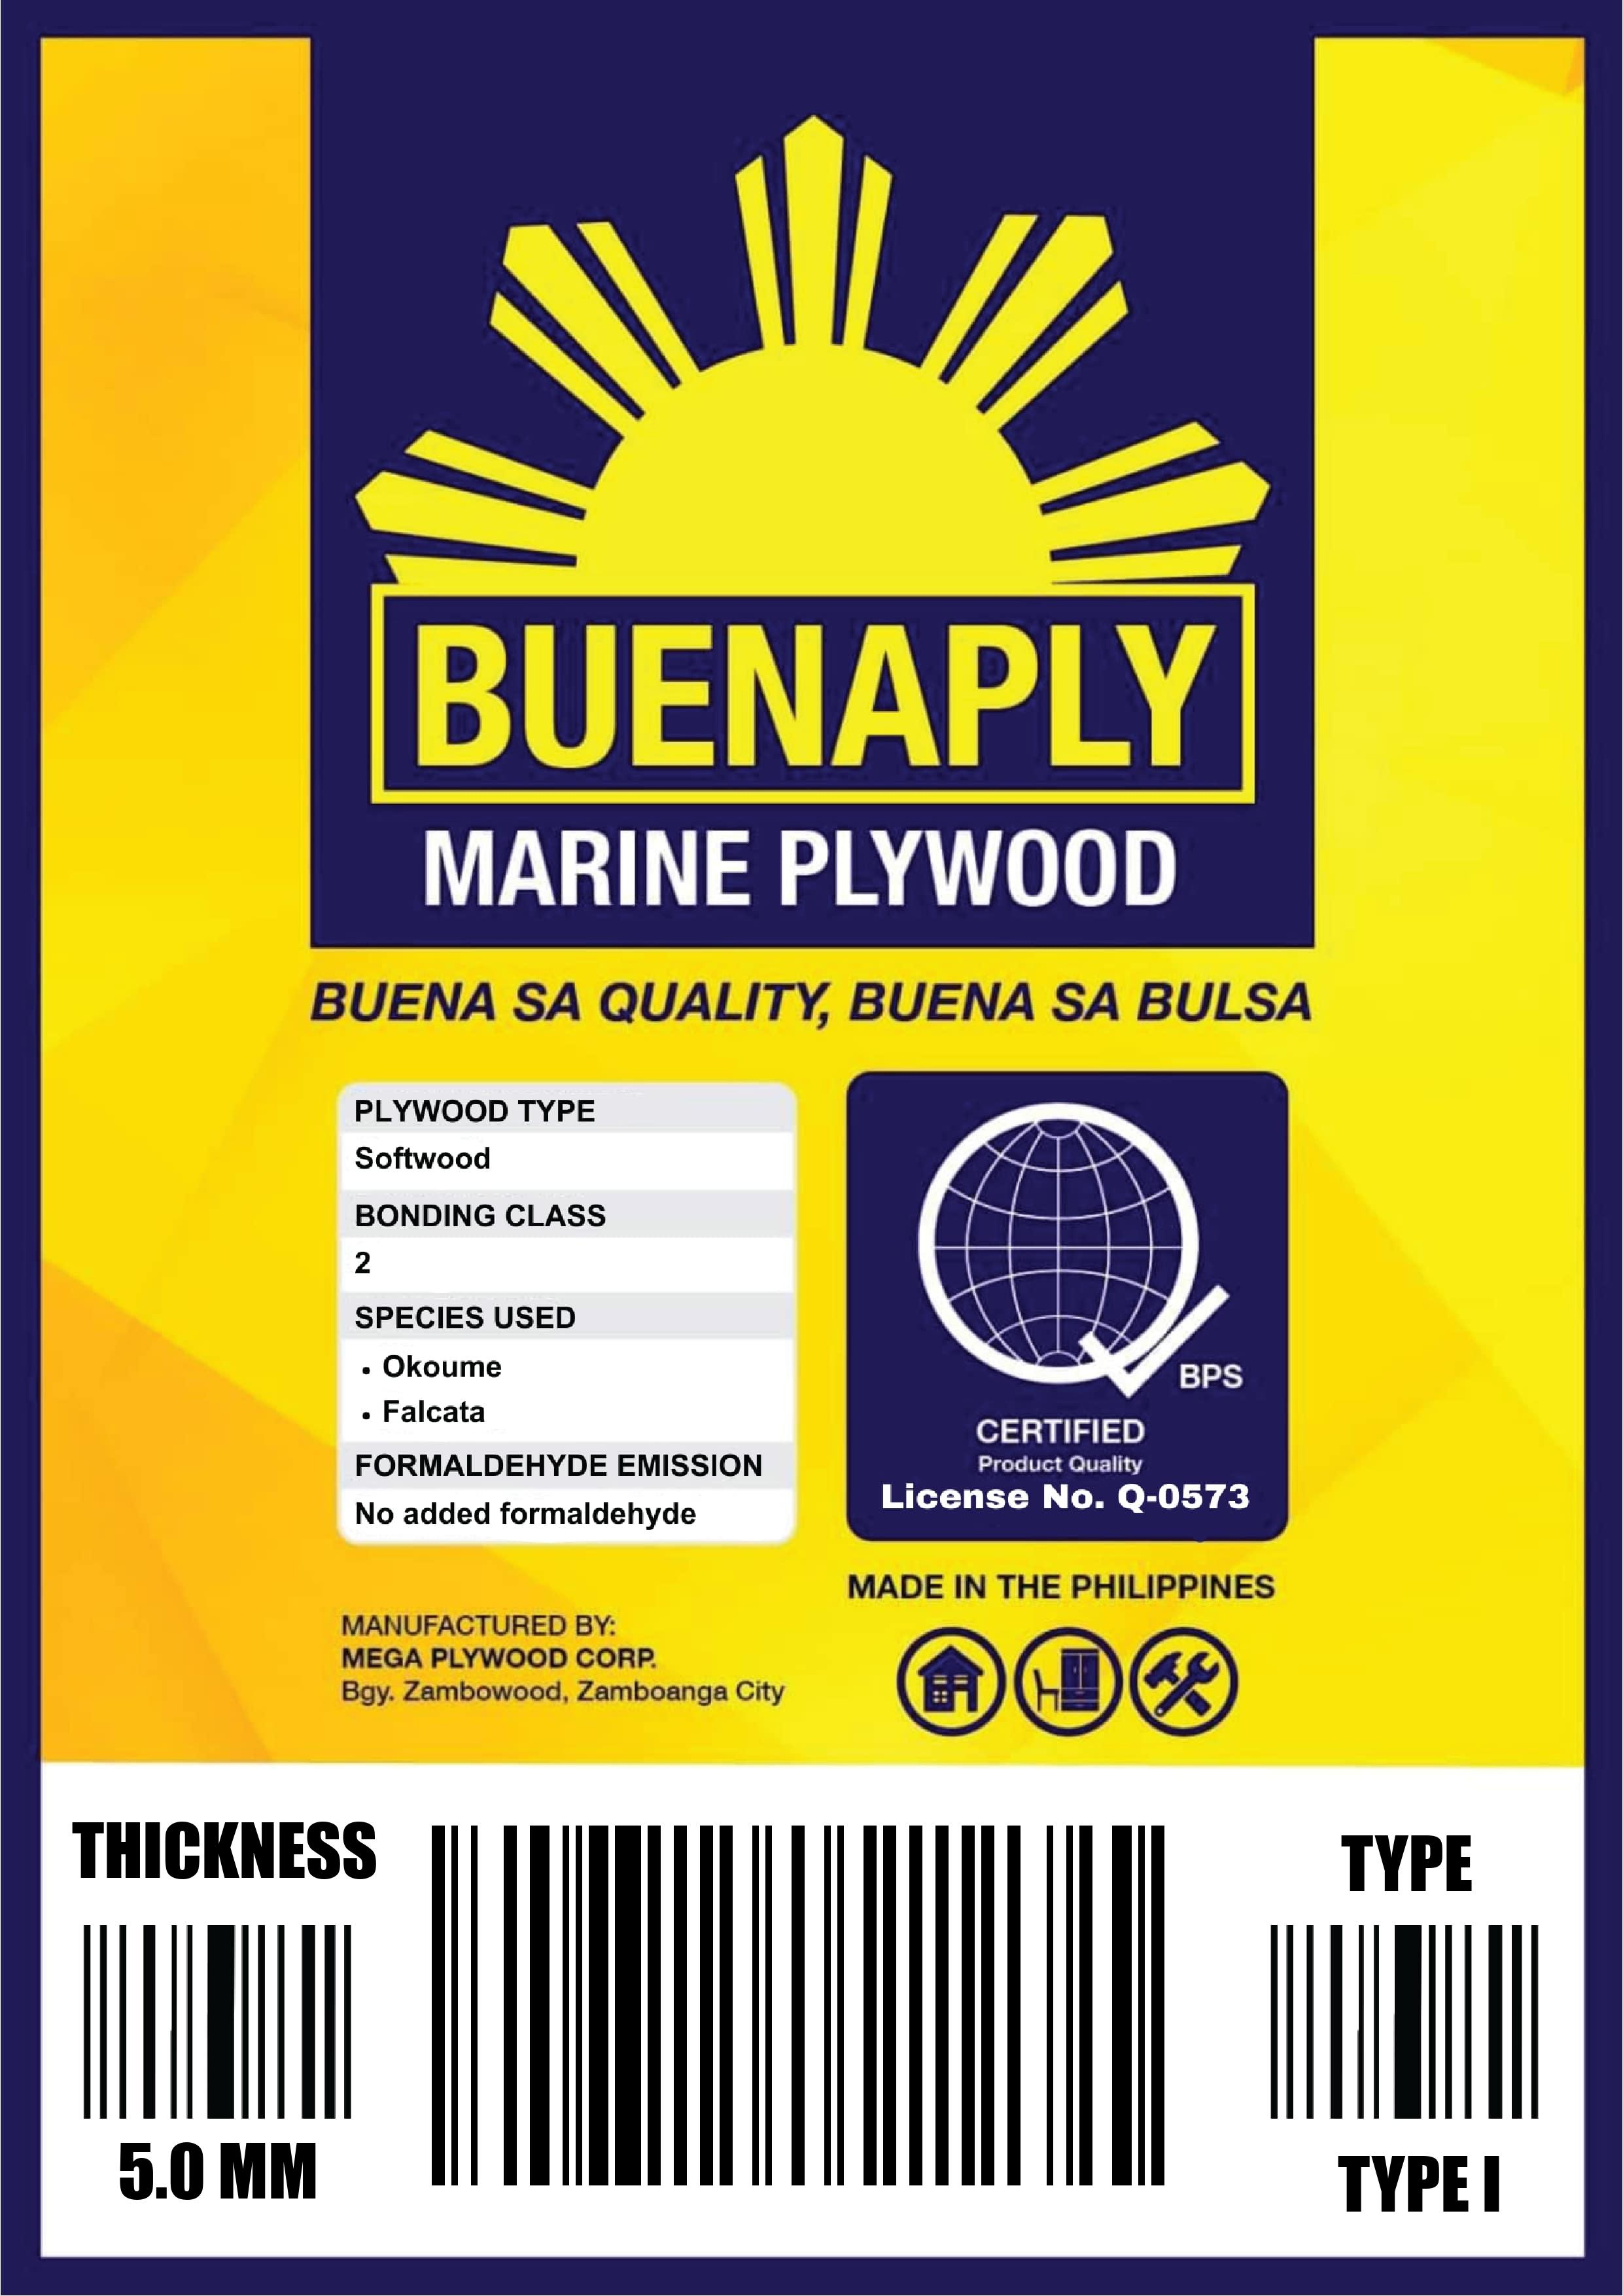 BUENAPLY
MARINE PLYWOOD
BUENA SA QUALITY, BUENA SA BULSA
PLYWOOD TYPE
Softwood
BONDING CLASS
2
SPECIES USED
• Okoume
• Falcata
FORMALDEHYDE EMISSION
No added formaldehyde
BPS
CERTIFIED
Product Quality
License No. Q-0573
MADE IN THE PHILIPPINES
MANUFACTURED BY:
MEGA PLYWOOD CORP.
Bgy. Zambowood, Zamboanga City
THICKNESS
5.0 MM
TYPE
TYPE I